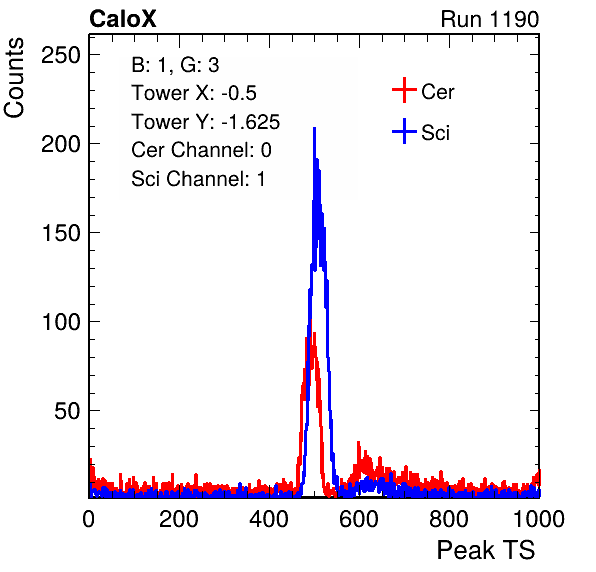 CaloX Run 1190
Counts
250
200
150
100
50
B: 1, G: 3
Tower X: -0.5
Tower Y: -1.625
Cer Channel: 0
Sci Channel: 1
Cer
Sci
0 200 400 600 800 1000
Peak TS